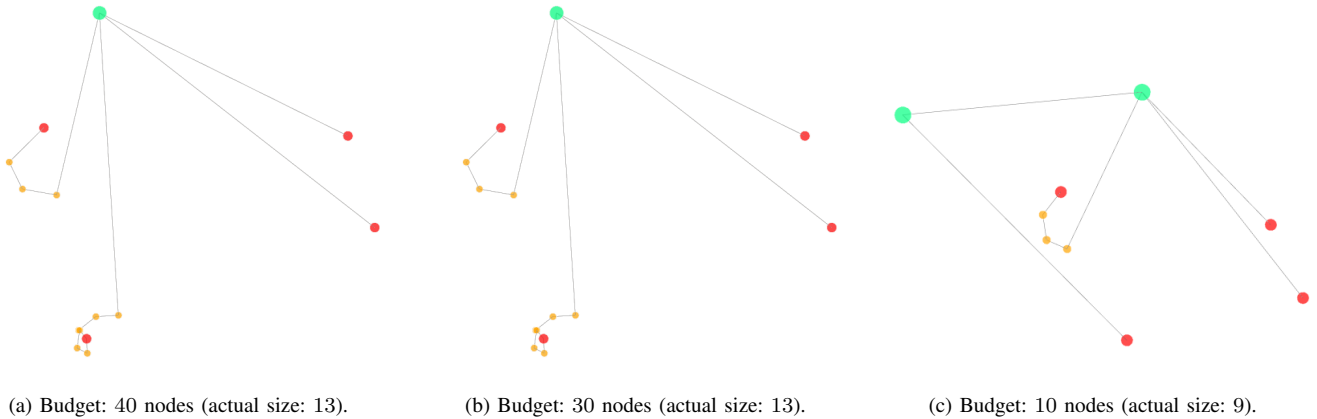 (a) Budget: 40 nodes (actual size: 13).
(b) Budget: 30 nodes (actual size: 13).
(c) Budget: 10 nodes (actual size: 9).